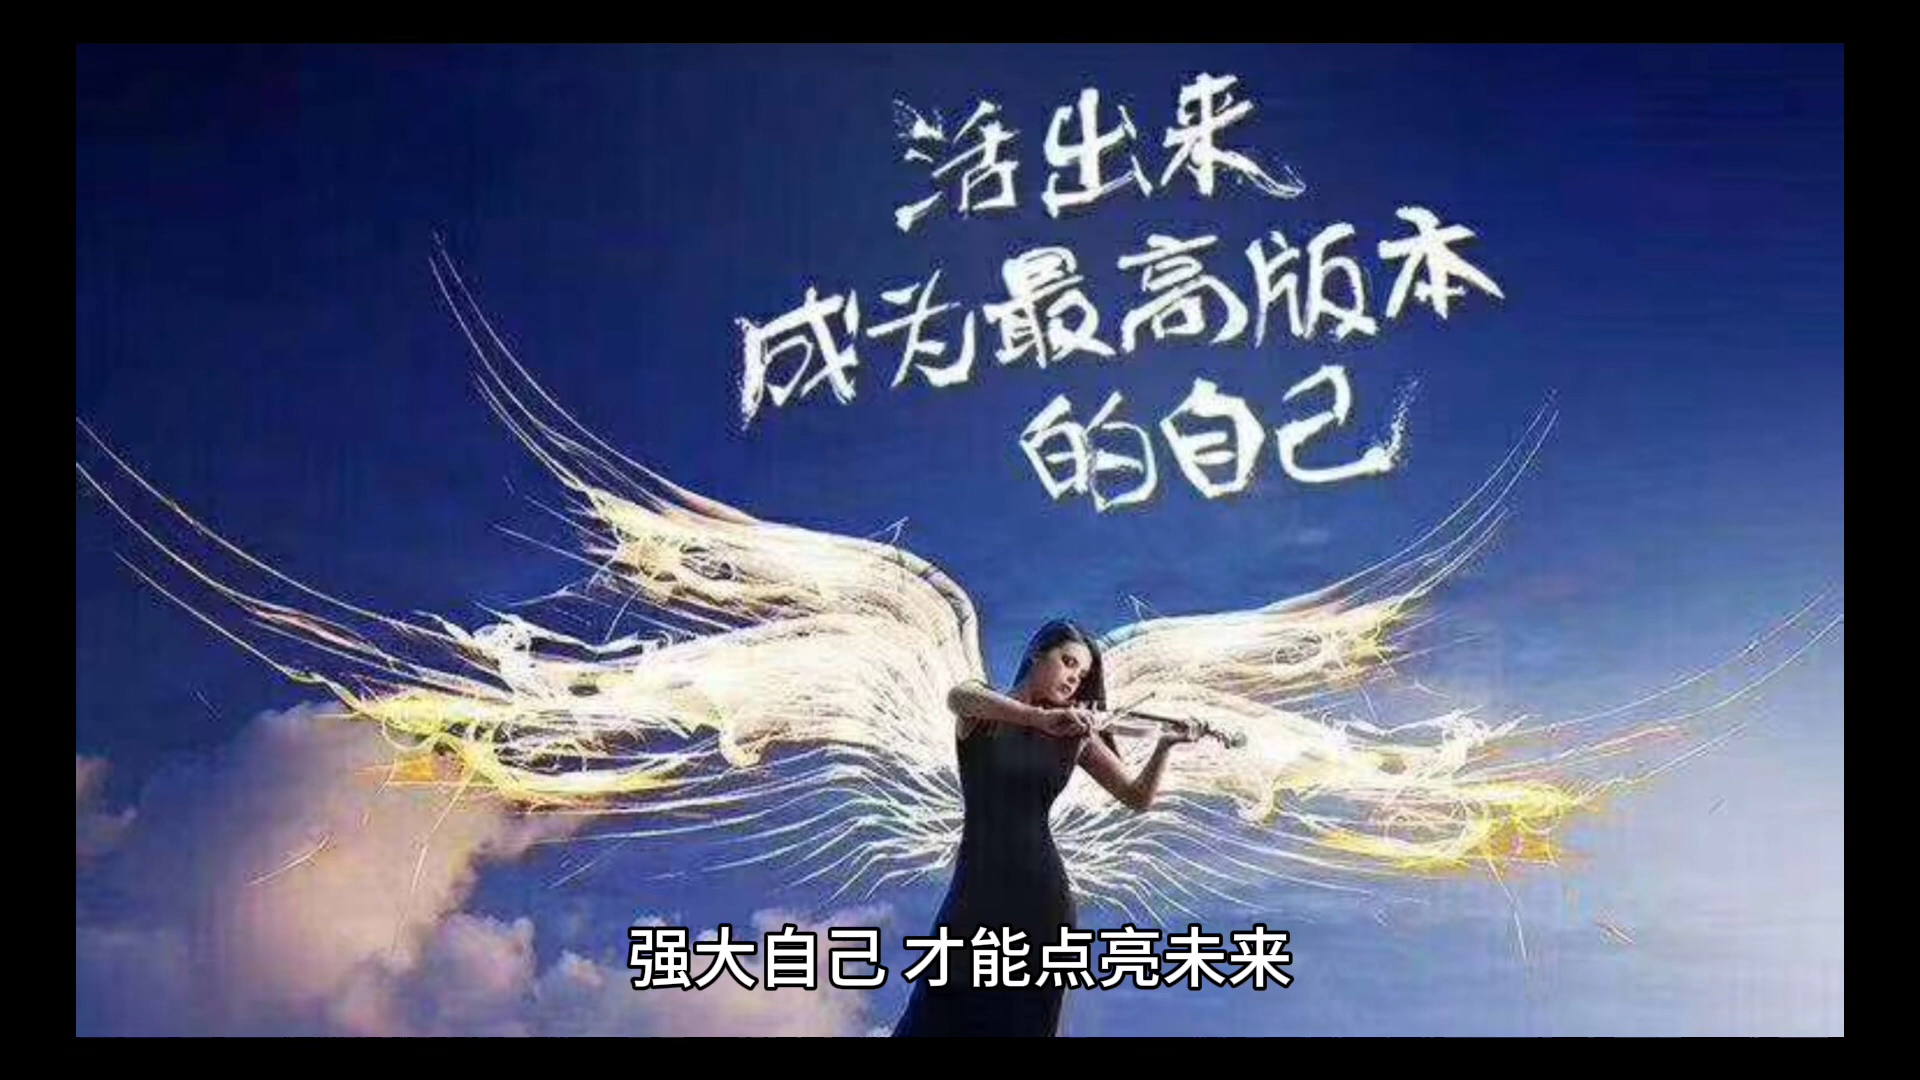 活出来
成为最高版本
的自己
强大自己 才能点亮未来